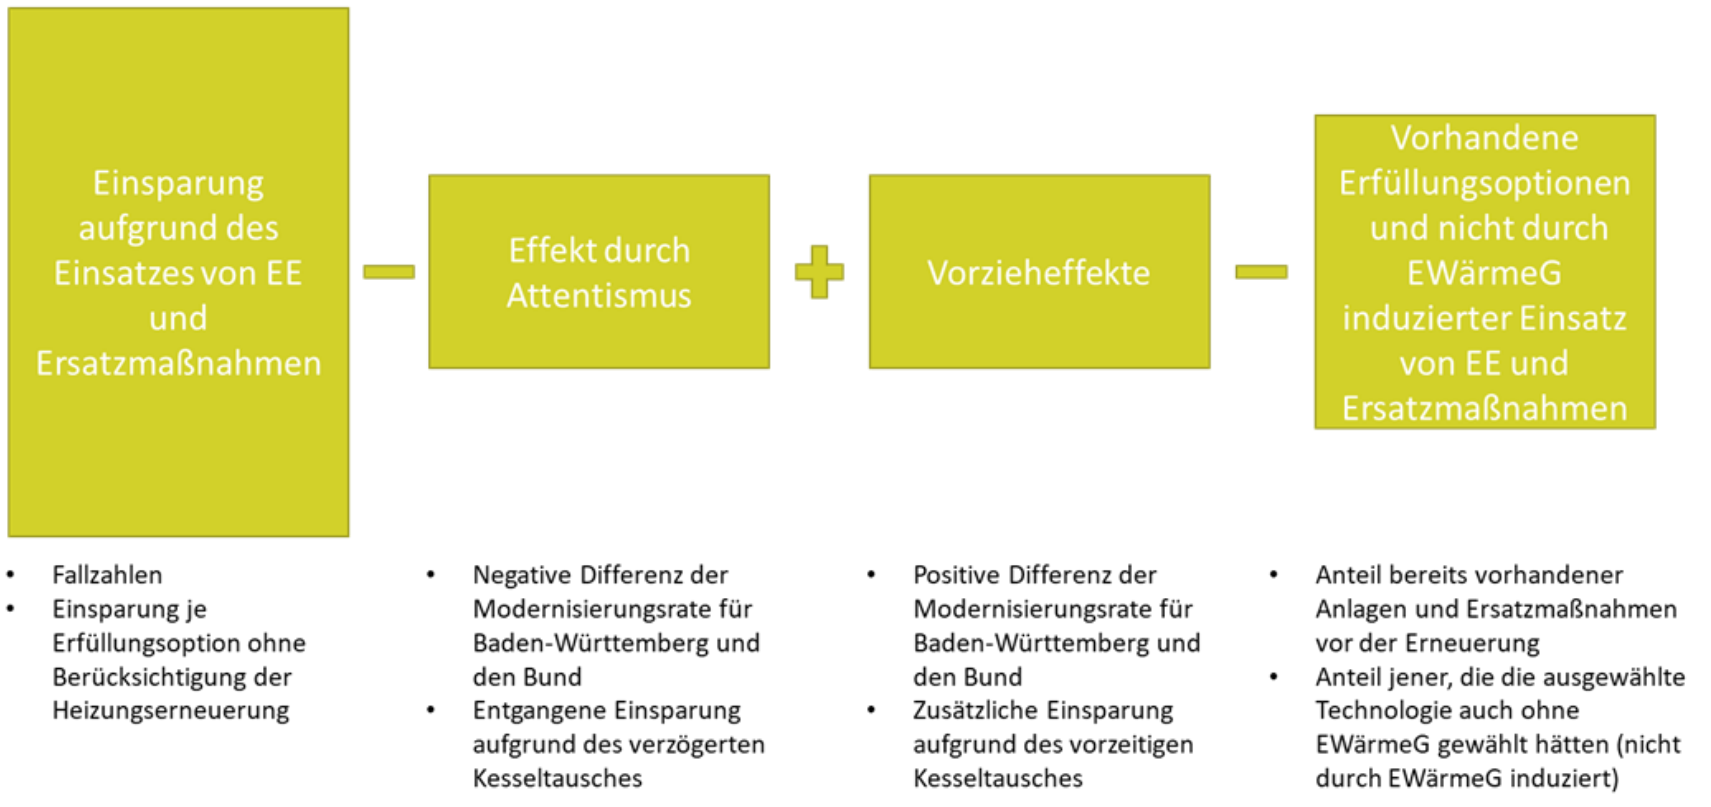 Einsparung
aufgrund des
Einsatzes von EE
und
Ersatzmaßnahmen
Effekt durch
Attentismus
Vorzieheffekte
Vorhandene
Erfüllungsoptionen
und nicht durch
EWärmeG
induzierter Einsatz
von EE und
Ersatzmaßnahmen
• Fallzahlen
• Einsparung je
Erfüllungsoption ohne
Berücksichtigung der
Heizungserneuerung
• Negative Differenz der
Modernisierungsrate für
Baden-Württemberg und
den Bund
• Entgangene Einsparung
aufgrund des verzögerten
Kesseltausches
• Positive Differenz der
Modernisierungsrate für
Baden-Württemberg und
den Bund
• Zusätzliche Einsparung
aufgrund des vorzeitigen
Kesseltausches
• Anteil bereits vorhandener
Anlagen und Ersatzmaßnahmen
vor der Erneuerung
• Anteil jener, die die ausgewählte
Technologie auch ohne
EWärmeG gewählt hätten (nicht
durch EWärmeG induziert)